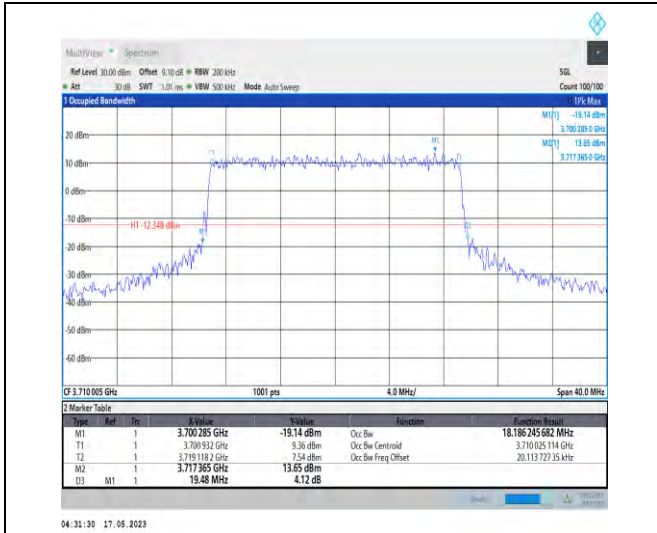 MultiView Spectrum
Ref Level 30.00 dBm Offset 9.10 dB RBW 200 kHz SGL
Att 30 dB SWT 1.01 ms VBW 500 kHz Mode Auto Sweep Count 100/100
1 Occupied Bandwidth 1Pk Max
M1[1] -19.14 dBm
3.700 285 0 GHz
M2[1] 13.65 dBm
3.717 365 0 GHz
20 dBm
M2
10 dBm
0 dBm
-10 dBm
H1 -12.348 dBm
-20 dBm
-30 dBm
-40 dBm
-50 dBm
-60 dBm
CF 3.710 005 GHz 1001 pts 4.0 MHz/ Span 40.0 MHz
2 Marker Table
Type Ref Trc X-Value Y-Value Function Function Result
M1 1 3.700 285 GHz -19.14 dBm Occ Bw 18.186 245 682 MHz
T1 1 3.700 932 GHz 9.36 dBm Occ Bw Centroid 3.710 025 114 GHz
T2 1 3.719 118 2 GHz 7.54 dBm Occ Bw Freq Offset 20.113 727 35 kHz
M2 1 3.717 365 GHz 13.65 dBm
D3 M1 1 19.48 MHz 4.12 dB
04:31:30 17.05.2023